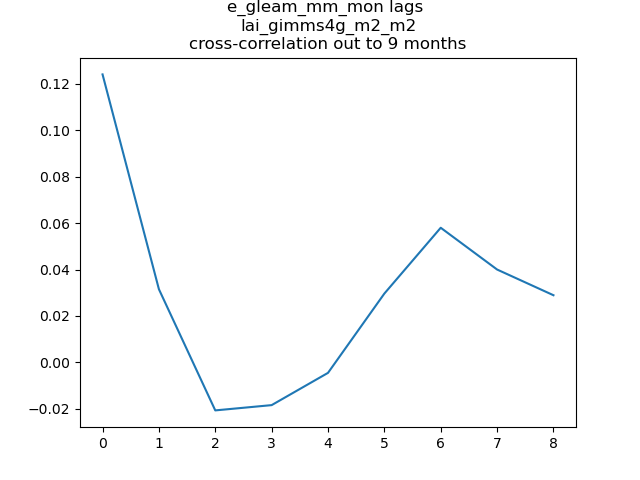 e_gleam_mm_mon lags
lai_gimms4g_m2_m2
cross-correlation out to 9 months
0.12
0.10
0.08
0.06
0.04
0.02
0.00
−0.02
0 1 2 3 4 5 6 7 8